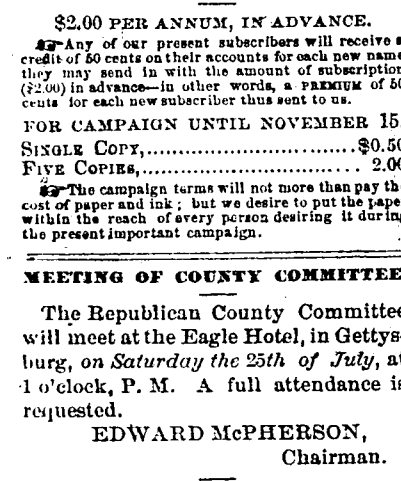 $2.00 PER ANNUM, IN ADVANCE.
☞Any of our present subscribers will receive a
credit of 50 cents on their accounts for each new name
they may send in with the amount of subscription
($2.00) in advance—in other words, a PREMIUM of 50
cents for each new subscriber thus sent to us.
FOR CAMPAIGN UNTIL NOVEMBER 15
SINGLE COPY,..............................$0.50
FIVE COPIES,................................ 2.00
☞The campaign terms will not more than pay th
cost of paper and ink; but we desire to put the pape
within the reach of every person desiring it durin
the present important campaign.
MEETING OF COUNTY COMMITTEE
The Republican County Committee
will meet at the Eagle Hotel, in Gettys-
burg, on Saturday the 25th of July, at
1 o'clock, P. M. A full attendance is
requested.
EDWARD McPHERSON,
Chairman.